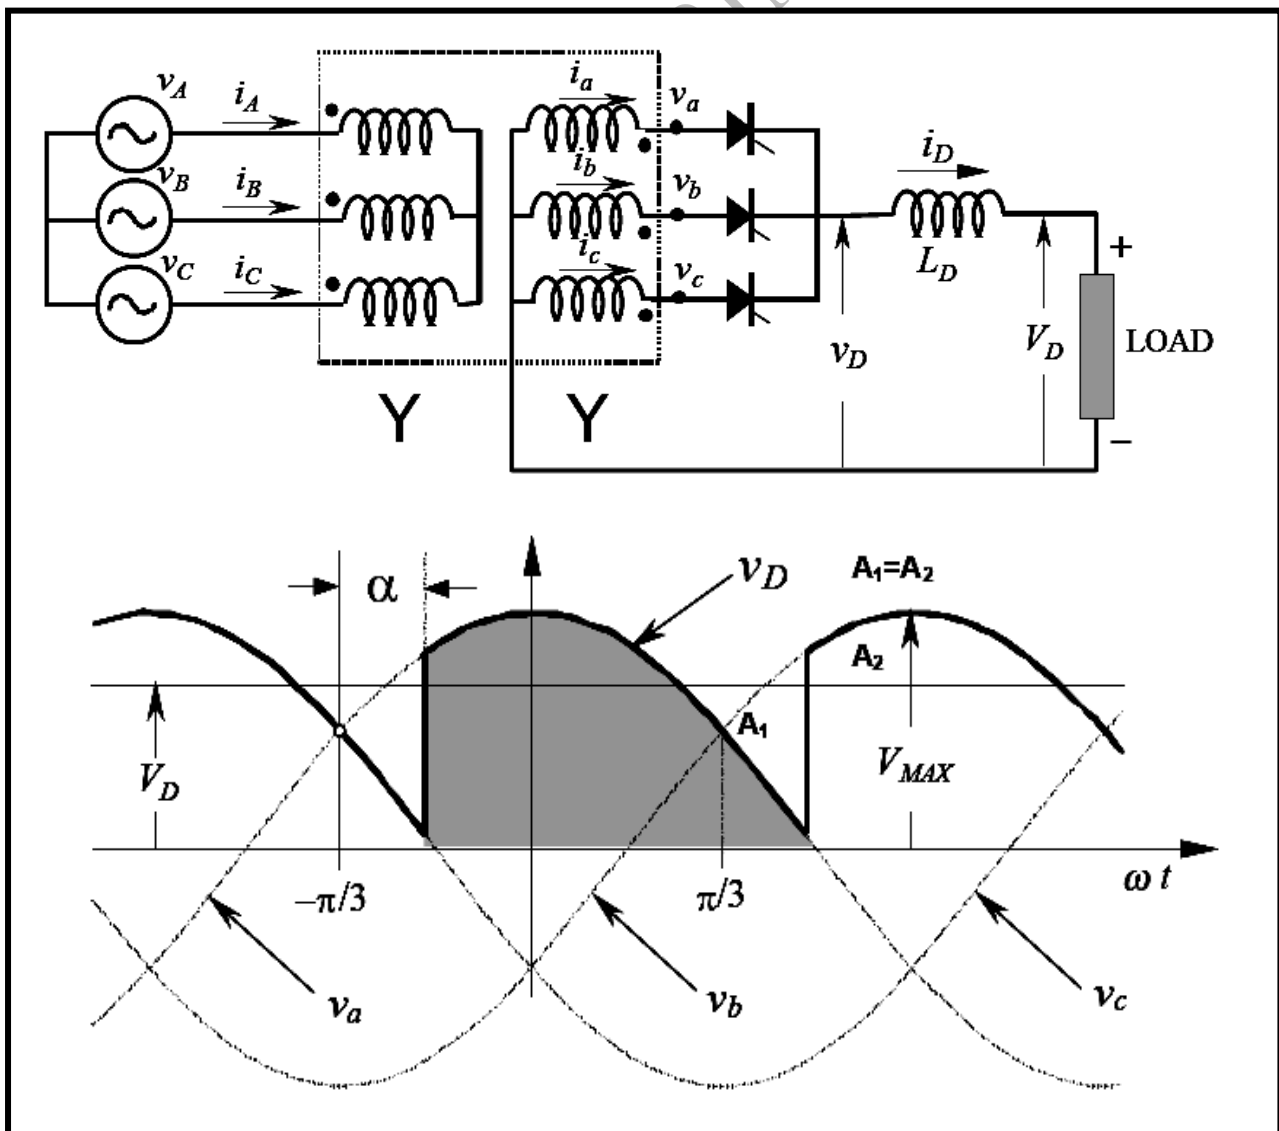 v_A
i_A
v_B
i_B
v_C
i_C
i_a
v_a
i_b
v_b
i_c
v_c
i_D
L_D
v_D
V_D
+
LOAD
−
Y Y
α
v_D
A₁=A₂
A₂
A₁
V_D
V_MAX
−π/3
π/3
ω t
v_a
v_b
v_c